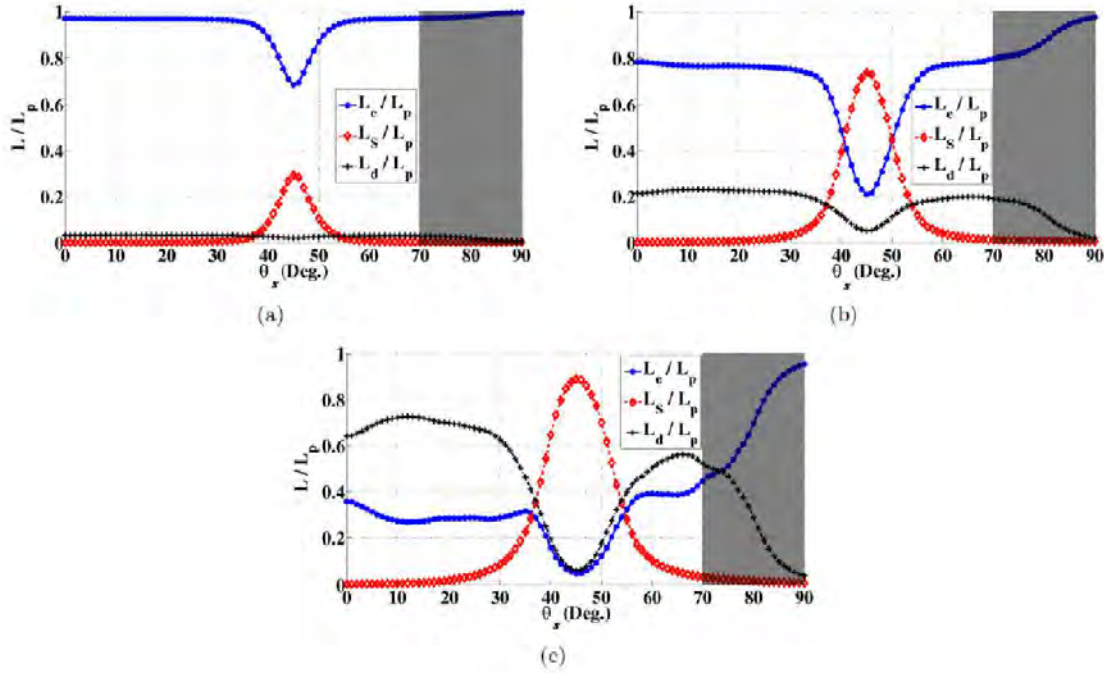 1
0.8
0.6
0.4
0.2
0
L / L_p
L_e / L_p
L_S / L_p
L_d / L_p
0 10 20 30 40 50 60 70 80 90
θ_s (Deg.)
(a)
1
0.8
0.6
0.4
0.2
0
L / L_p
L_e / L_p
L_S / L_p
L_d / L_p
0 10 20 30 40 50 60 70 80 90
θ_s (Deg.)
(b)
1
0.8
0.6
0.4
0.2
0
L / L_p
L_e / L_p
L_S / L_p
L_d / L_p
0 10 20 30 40 50 60 70 80 90
θ_s (Deg.)
(c)